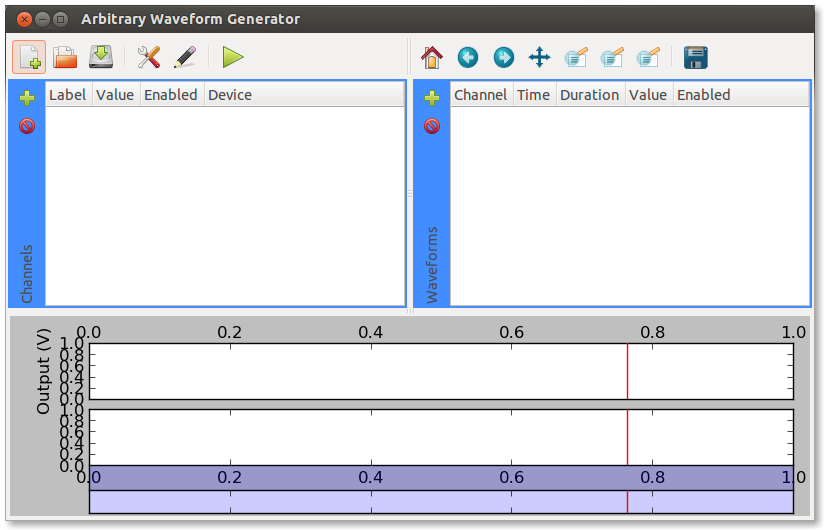 Arbitrary Waveform Generator
Label Value Enabled Device
Channel Time Duration Value Enabled
Channels
Waveforms
0.0 0.2 0.4 0.6 0.8 1.0
Output (V)
1.0
0.8
0.6
0.4
0.2
0.0
1.0
0.8
0.6
0.4
0.2
0.0
0.0 0.2 0.4 0.6 0.8 1.0